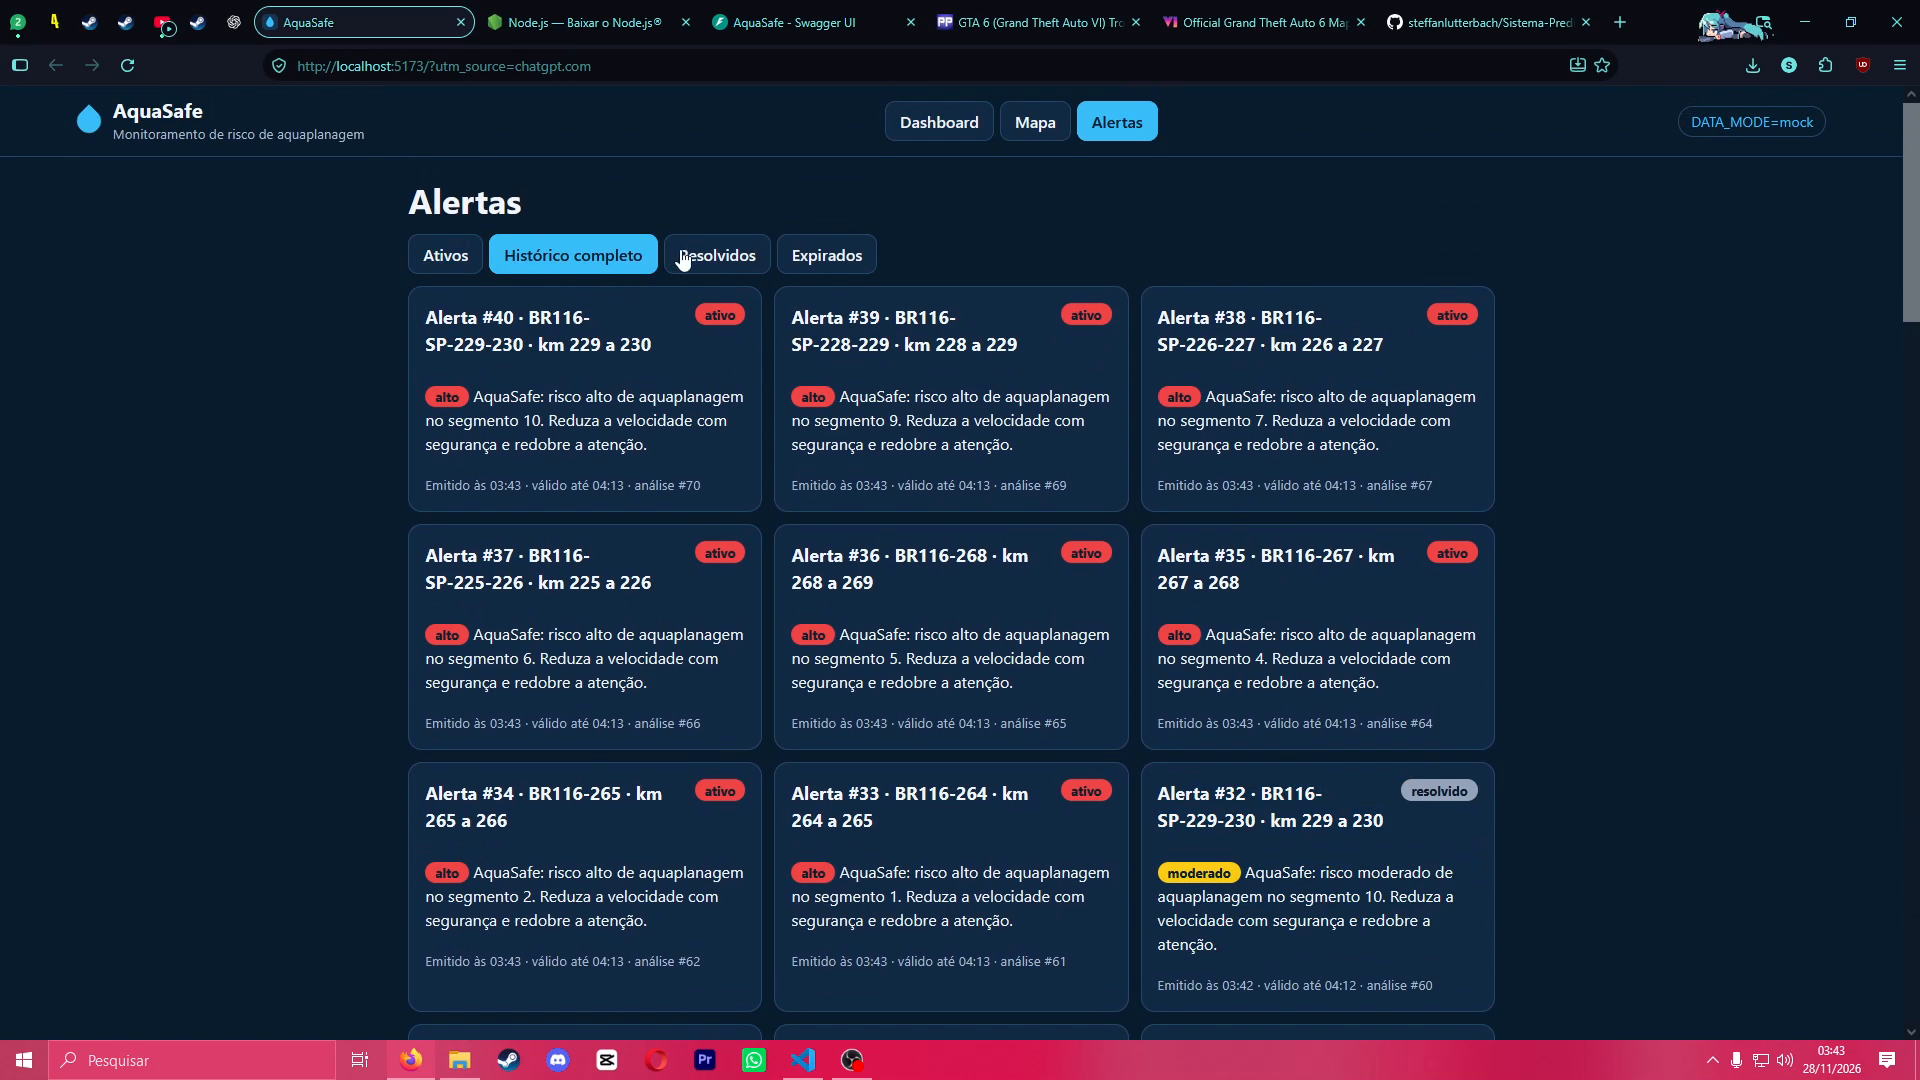 2
AquaSafe
Node.js — Baixar o Node.js®
AquaSafe - Swagger UI
GTA 6 (Grand Theft Auto VI) Tro
Official Grand Theft Auto 6 Map
steffanlutterbach/Sistema-Pred
http://localhost:5173/?utm_source=chatgpt.com
AquaSafe
Monitoramento de risco de aquaplanagem
Dashboard
Mapa
Alertas
DATA_MODE=mock
Alertas
Ativos
Histórico completo
Resolvidos
Expirados
Alerta #40 · BR116-
SP-229-230 · km 229 a 230
ativo
alto AquaSafe: risco alto de aquaplanagem
no segmento 10. Reduza a velocidade com
segurança e redobre a atenção.
Emitido às 03:43 · válido até 04:13 · análise #70
Alerta #39 · BR116-
SP-228-229 · km 228 a 229
ativo
alto AquaSafe: risco alto de aquaplanagem
no segmento 9. Reduza a velocidade com
segurança e redobre a atenção.
Emitido às 03:43 · válido até 04:13 · análise #69
Alerta #38 · BR116-
SP-226-227 · km 226 a 227
ativo
alto AquaSafe: risco alto de aquaplanagem
no segmento 7. Reduza a velocidade com
segurança e redobre a atenção.
Emitido às 03:43 · válido até 04:13 · análise #67
Alerta #37 · BR116-
SP-225-226 · km 225 a 226
ativo
alto AquaSafe: risco alto de aquaplanagem
no segmento 6. Reduza a velocidade com
segurança e redobre a atenção.
Emitido às 03:43 · válido até 04:13 · análise #66
Alerta #36 · BR116-268 · km
268 a 269
ativo
alto AquaSafe: risco alto de aquaplanagem
no segmento 5. Reduza a velocidade com
segurança e redobre a atenção.
Emitido às 03:43 · válido até 04:13 · análise #65
Alerta #35 · BR116-267 · km
267 a 268
ativo
alto AquaSafe: risco alto de aquaplanagem
no segmento 4. Reduza a velocidade com
segurança e redobre a atenção.
Emitido às 03:43 · válido até 04:13 · análise #64
Alerta #34 · BR116-265 · km
265 a 266
ativo
alto AquaSafe: risco alto de aquaplanagem
no segmento 2. Reduza a velocidade com
segurança e redobre a atenção.
Emitido às 03:43 · válido até 04:13 · análise #62
Alerta #33 · BR116-264 · km
264 a 265
ativo
alto AquaSafe: risco alto de aquaplanagem
no segmento 1. Reduza a velocidade com
segurança e redobre a atenção.
Emitido às 03:43 · válido até 04:13 · análise #61
Alerta #32 · BR116-
SP-229-230 · km 229 a 230
resolvido
moderado AquaSafe: risco moderado de
aquaplanagem no segmento 10. Reduza a
velocidade com segurança e redobre a
atenção.
Emitido às 03:42 · válido até 04:12 · análise #60
Pesquisar
Pr
03:43
28/11/2026